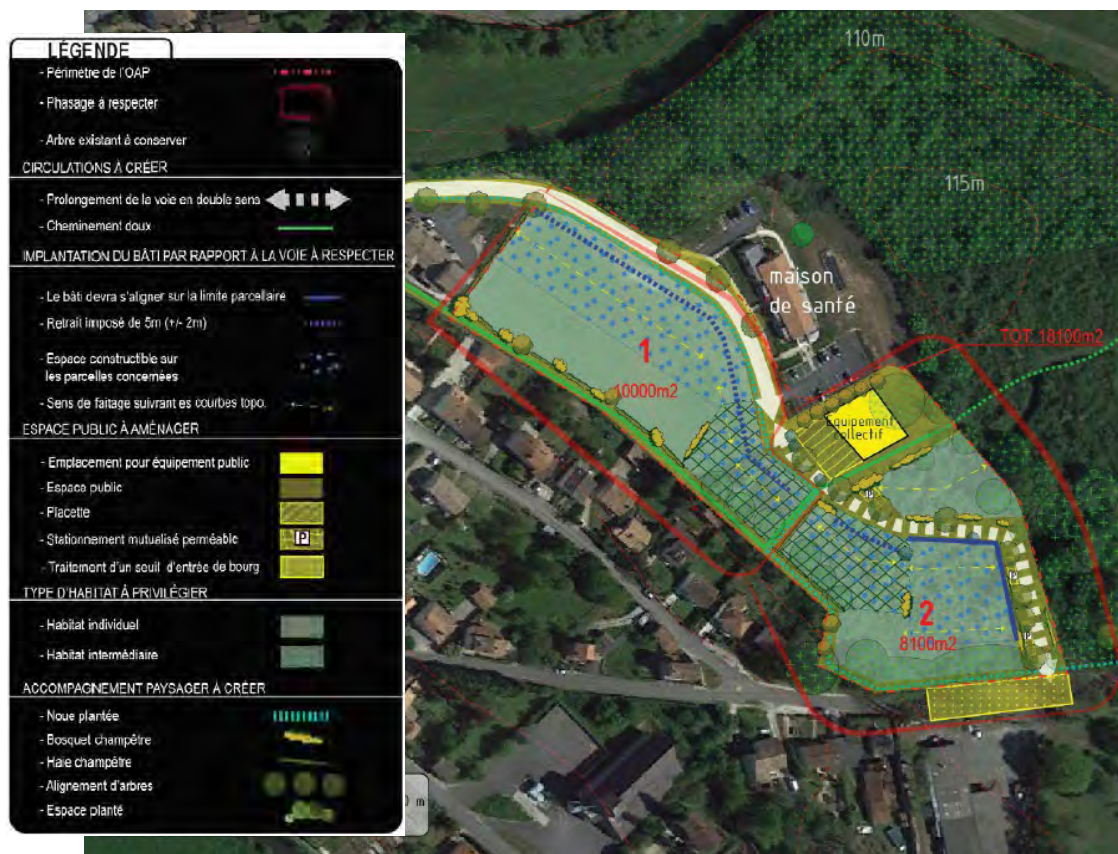 LÉGENDE
- Périmètre de l'OAP
- Phasage à respecter
- Arbre existant à conserver
CIRCULATIONS À CRÉER
- Prolongement de la voie en double sens
- Cheminement doux
IMPLANTATION DU BÂTI PAR RAPPORT À LA VOIE À RESPECTER
- Le bâti devra s'aligner sur la limite parcellaire
- Retrait imposé de 5m (+/- 2m)
- Espace constructible sur
les parcelles concernées
- Sens de faitage suivant es courbes topo.
ESPACE PUBLIC À AMÉNAGER
- Emplacement pour équipement public
- Espace public
- Placette
- Stationnement mutualisé perméable
P
- Traitement d'un seuil d'entrée de bourg
TYPE D'HABITAT À PRIVILÉGIER
- Habitat individuel
- Habitat intermédiaire
ACCOMPAGNEMENT PAYSAGER À CRÉER
- Noue plantée
- Bosquet champêtre
- Haie champêtre
- Alignement d'arbres
- Espace planté
110m
115m
maison
de santé
TOT 18100m2
1
10000m2
Equipement
collectif
P
P
P
2
8100m2
0 m